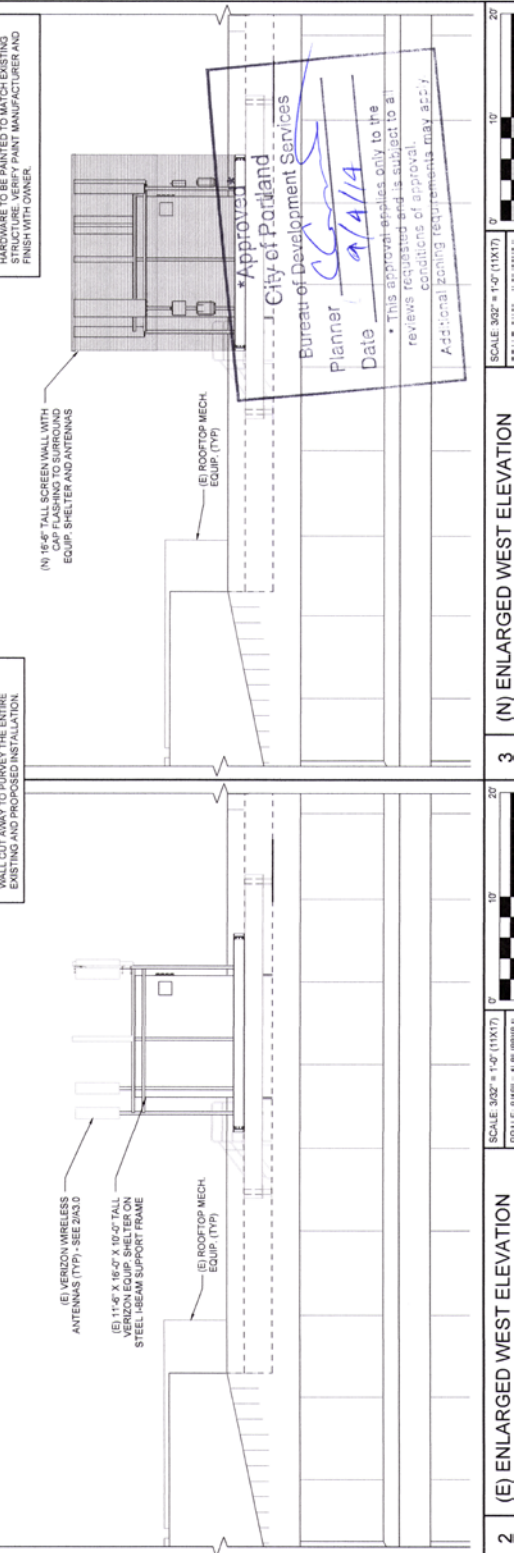 WALL CUT AWAY TO PURVEY THE ENTIRE
EXISTING AND PROPOSED INSTALLATION.
(E) VERIZON WIRELESS
ANTENNAS (TYP) - SEE 2/A3.0
(E) 11'-6" X 16'-0" X 10'-0" TALL
VERIZON EQUIP. SHELTER ON
STEEL I-BEAM SUPPORT FRAME
(E) ROOFTOP MECH.
EQUIP. (TYP)
2
(E) ENLARGED WEST ELEVATION
SCALE: 3/32" = 1'-0" (11X17)
0'
10'
20'
HARDWARE TO BE PAINTED TO MATCH EXISTING
STRUCTURE. VERIFY PAINT MANUFACTURER AND
FINISH WITH OWNER.
(N) 16'-6" TALL SCREEN WALL WITH
CAP FLASHING TO SURROUND
EQUIP. SHELTER AND ANTENNAS
(E) ROOFTOP MECH.
EQUIP. (TYP)
*Approved*
City of Portland
Bureau of Development Services
Planner
Date 9/4/14
* This approval applies only to the
reviews requested and is subject to all
conditions of approval.
Additional zoning requirements may apply
3
(N) ENLARGED WEST ELEVATION
SCALE: 3/32" = 1'-0" (11X17)
0'
10'
20'